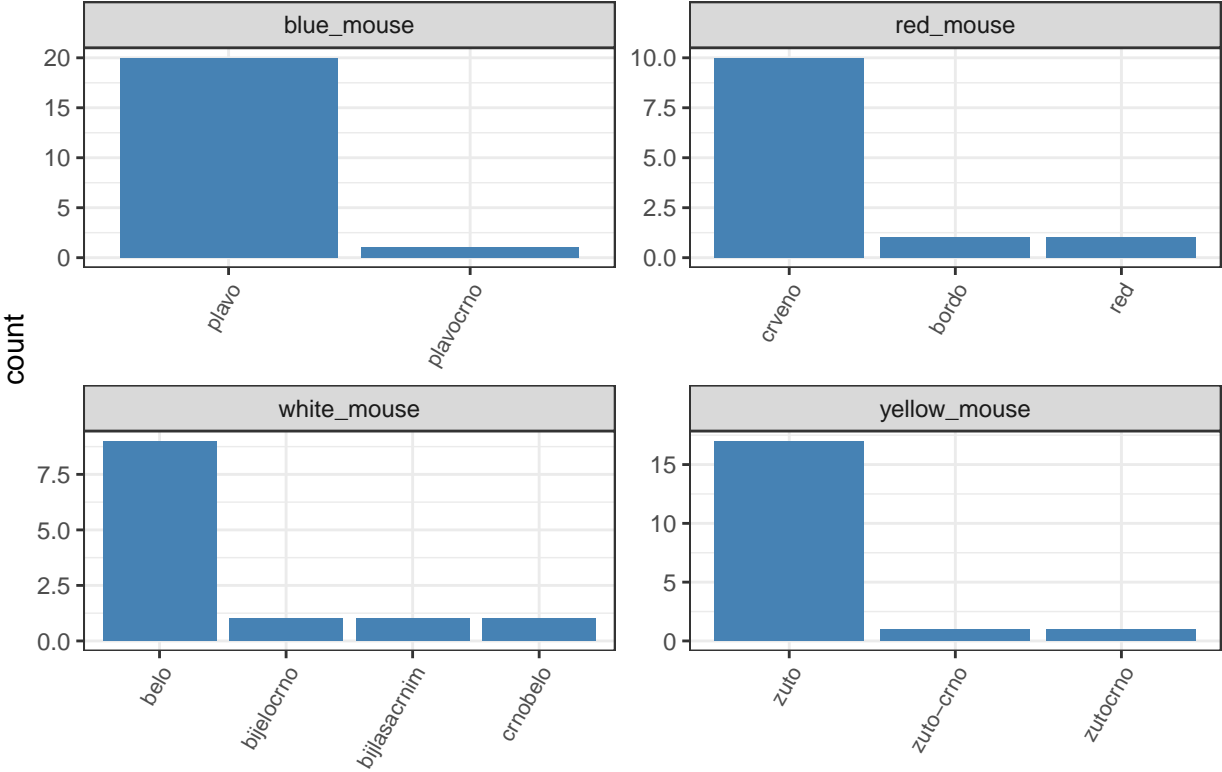 blue_mouse
20
15
10
5
0
plavo
plavocrno
red_mouse
10.0
7.5
5.0
2.5
0.0
crveno
bordo
red
count
white_mouse
7.5
5.0
2.5
0.0
belo
bijelocrno
bijlasacrnim
crnobelo
yellow_mouse
15
10
5
0
zuto
zuto−crno
zutocrno